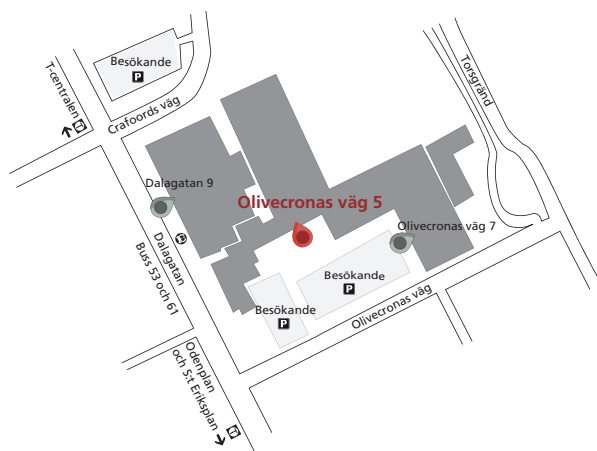 Besökande
P
T-centralen
T
Crafoords väg
Torsgränd
Dalagatan 9
Olivecronas väg 5
Olivecronas väg 7
Dalagatan
Buss 53 och 61
Besökande
P
Besökande
P
Olivecronas väg
Odenplan
och S:t Eriksplan
T